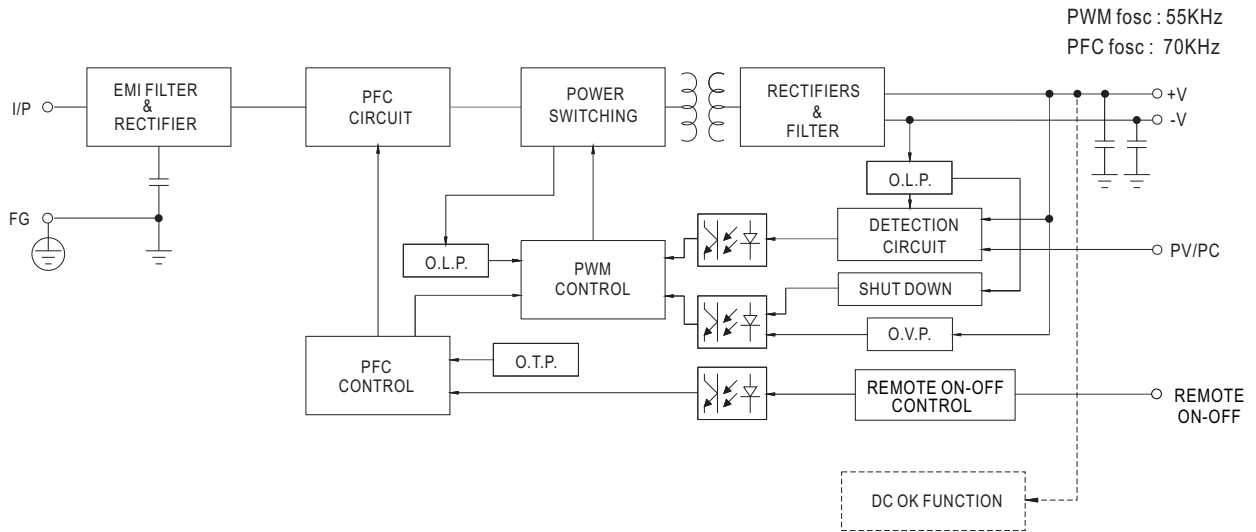 PWM fosc : 55KHz
PFC fosc : 70KHz
I/P
EMI FILTER
&
RECTIFIER
PFC
CIRCUIT
POWER
SWITCHING
RECTIFIERS
&
FILTER
+V
-V
O.L.P.
FG
DETECTION
CIRCUIT
PV/PC
O.L.P.
PWM
CONTROL
SHUT DOWN
O.V.P.
PFC
CONTROL
O.T.P.
REMOTE ON-OFF
CONTROL
REMOTE
ON-OFF
DC OK FUNCTION